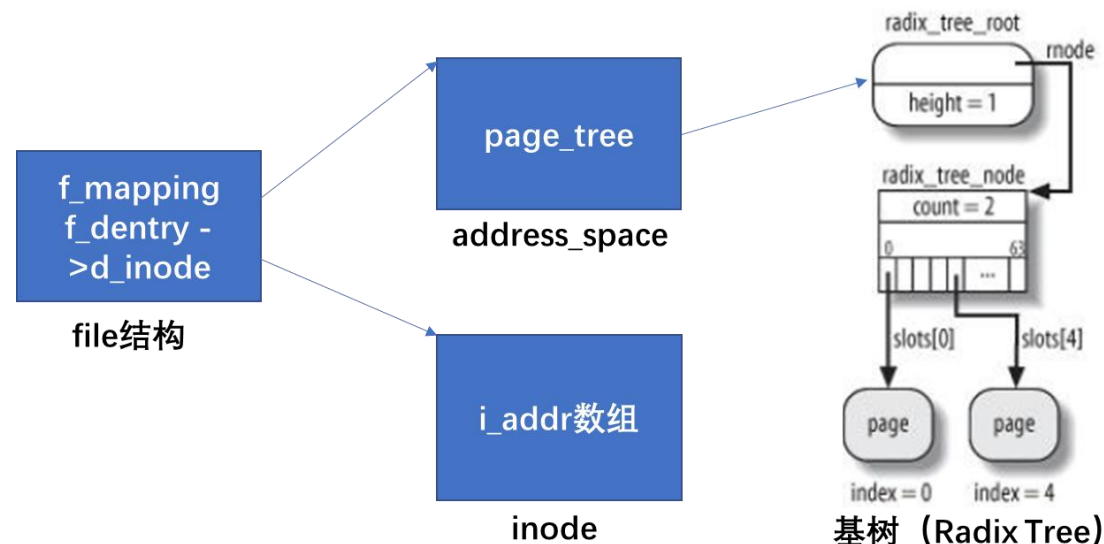 f_mapping
f_dentry -
>d_inode
file结构
page_tree
address_space
i_addr数组
inode
radix_tree_root
rnode
height = 1
radix_tree_node
count = 2
0 63
...
slots[0] slots[4]
page page
index = 0 index = 4
基树（Radix Tree）